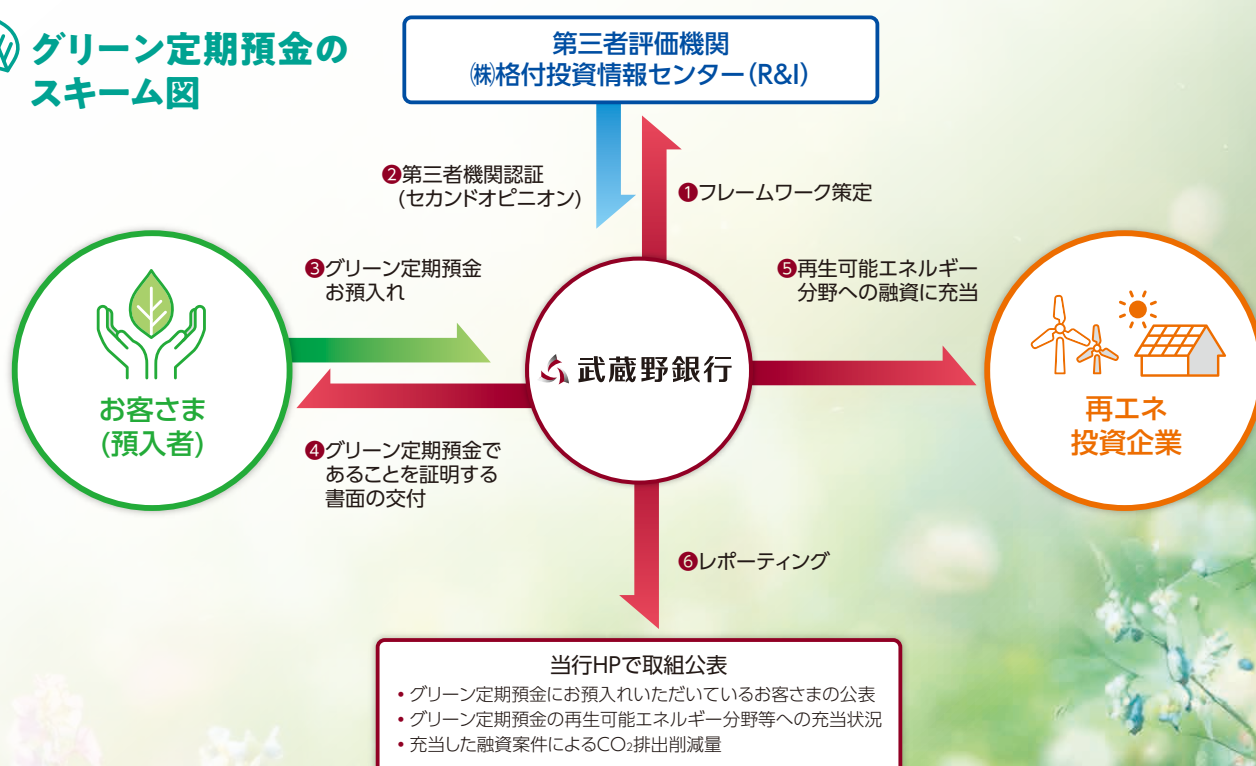 グリーン定期預金の
スキーム図
第三者評価機関
㈱格付投資情報センター(R&I)
❷第三者機関認証
(セカンドオピニオン)
❶フレームワーク策定
❸グリーン定期預金
お預入れ
❺再生可能エネルギー
分野への融資に充当
お客さま
(預入者)
武蔵野銀行
再エネ
投資企業
❹グリーン定期預金で
あることを証明する
書面の交付
❻レポーティング
当行HPで取組公表
• グリーン定期預金にお預入れいただいているお客さまの公表
• グリーン定期預金の再生可能エネルギー分野等への充当状況
• 充当した融資案件によるCO₂排出削減量